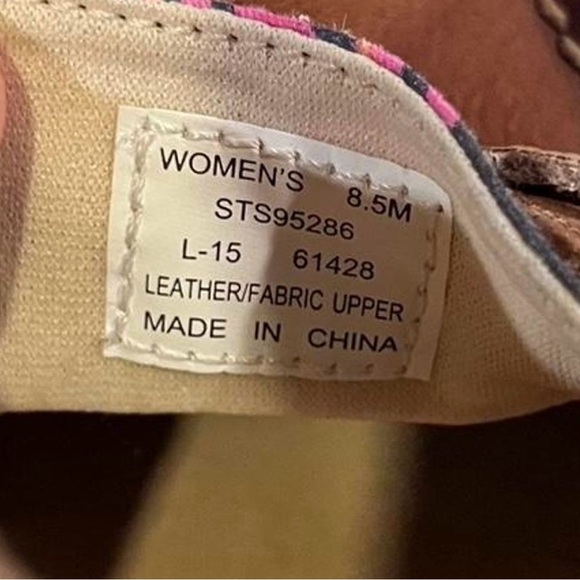 WOMEN'S 8.5M
STS95286
L-15 61428
LEATHER/FABRIC UPPER
MADE IN CHINA